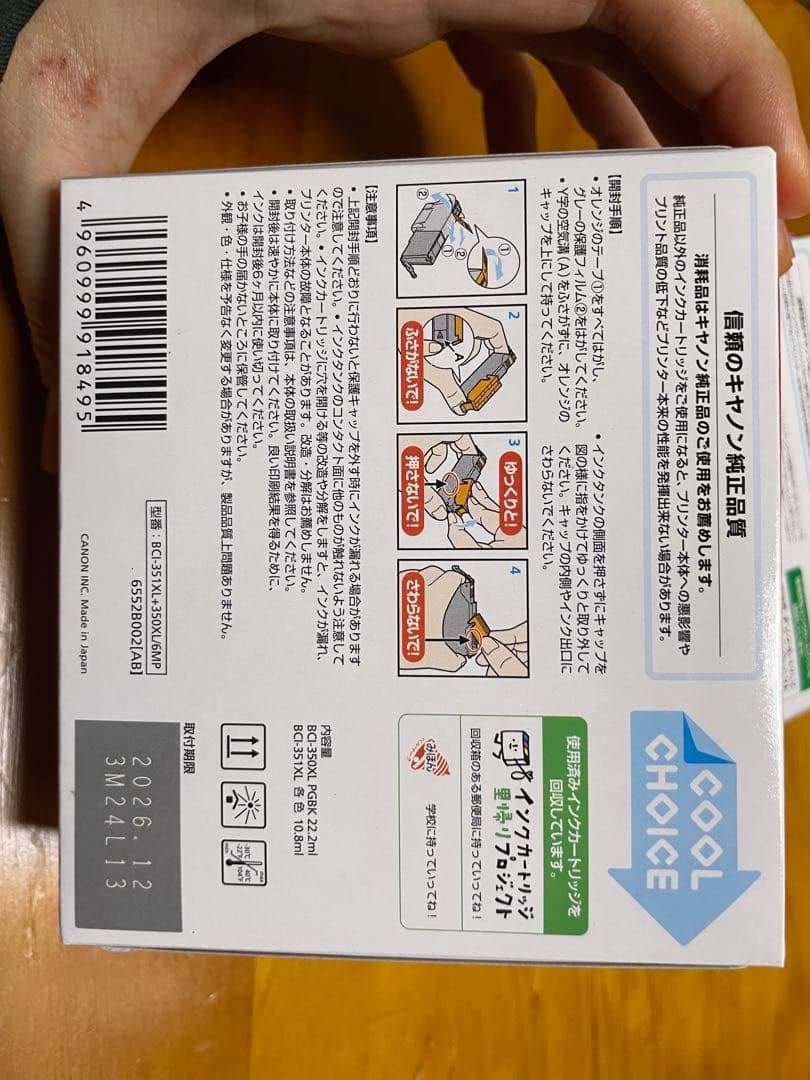 信頼のキヤノン純正品質
消耗品はキヤノン純正品のご使用をお薦めします。
純正品以外のインクカートリッジをご使用になると、プリンター本体への悪影響や
プリント品質の低下などプリンター本来の性能を発揮出来ない場合があります。
COOL
CHOICE
【開封手順】
・オレンジのテープ①をすべてはがし、
グレーの保護フィルム②をはがしてください。
・Y字の空気溝(A)をふさがずに、オレンジの
キャップを上にして持ってください。
・インクタンクの側面を押さずにキャップを
図の様に指をかけてゆっくりと取り外して
ください。キャップの内側やインク出口に
さわらないでください。
1
①
②
①
②
2
A
ふさがないで!
3
ゆっくりと!
押さないで!
4
さわらないで!
使用済みインクカートリッジを
回収しています。
インクカートリッジ
里帰りプロジェクト
回収箱のある郵便局に持っていってね!
学校に持っていってね!
【注意事項】
・上記開封手順どおりに行わないと保護キャップを外す時にインクが漏れる場合があります
ので注意してください。・インクタンクのコンタクト面に他のものが触れないよう注意して
ください。・インクカートリッジに穴を開ける等の改造や分解をしますと、インクが漏れ、
プリンター本体の故障となることがあります。改造・分解はお薦めしません。
・取り付け方法などの注意事項は、本体の取扱い説明書を参照してください。
・開封後は速やかに本体に取り付けてください。良い印刷結果を得るために、
インクは開封後6ヶ月以内に使い切ってください。
・お子様の手の届かないところに保管してください。
・外観・色・仕様を予告なく変更する場合がありますが、製品品質上問題ありません。
4960999918495
型番:BCI-351XL+350XL/6MP
6552B002[AB]
CANON INC. Made in Japan
内容量
BCI-350XL PGBK 22.2ml
BCI-351XL 各色 10.8ml
取付期限
2026.12
3M24L13